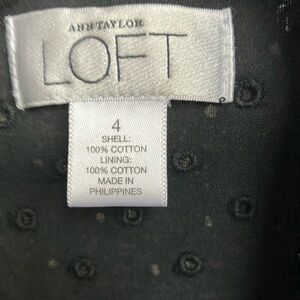 ANN TAYLOR
LOFT
4
SHELL:
100% COTTON
LINING:
100% COTTON
MADE IN
PHILIPPINES